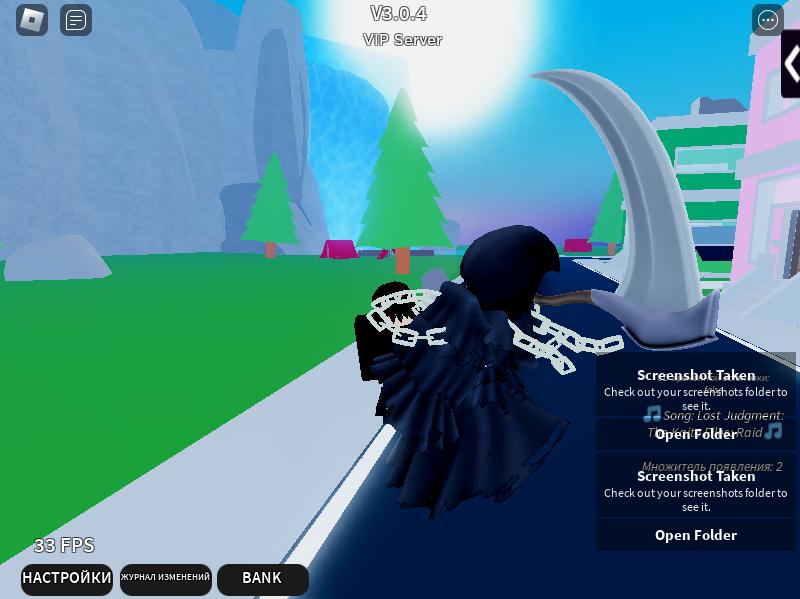 V3.0.4
VIP Server
Screenshot Taken
Check out your screenshots folder to
see it.
🎵Song: Lost Judgment:
Raid🎵
Open Folder
Множитель появления: 2
Screenshot Taken
Check out your screenshots folder to
see it.
Open Folder
33 FPS
НАСТРОЙКИ
ЖУРНАЛ ИЗМЕНЕНИЙ
BANK